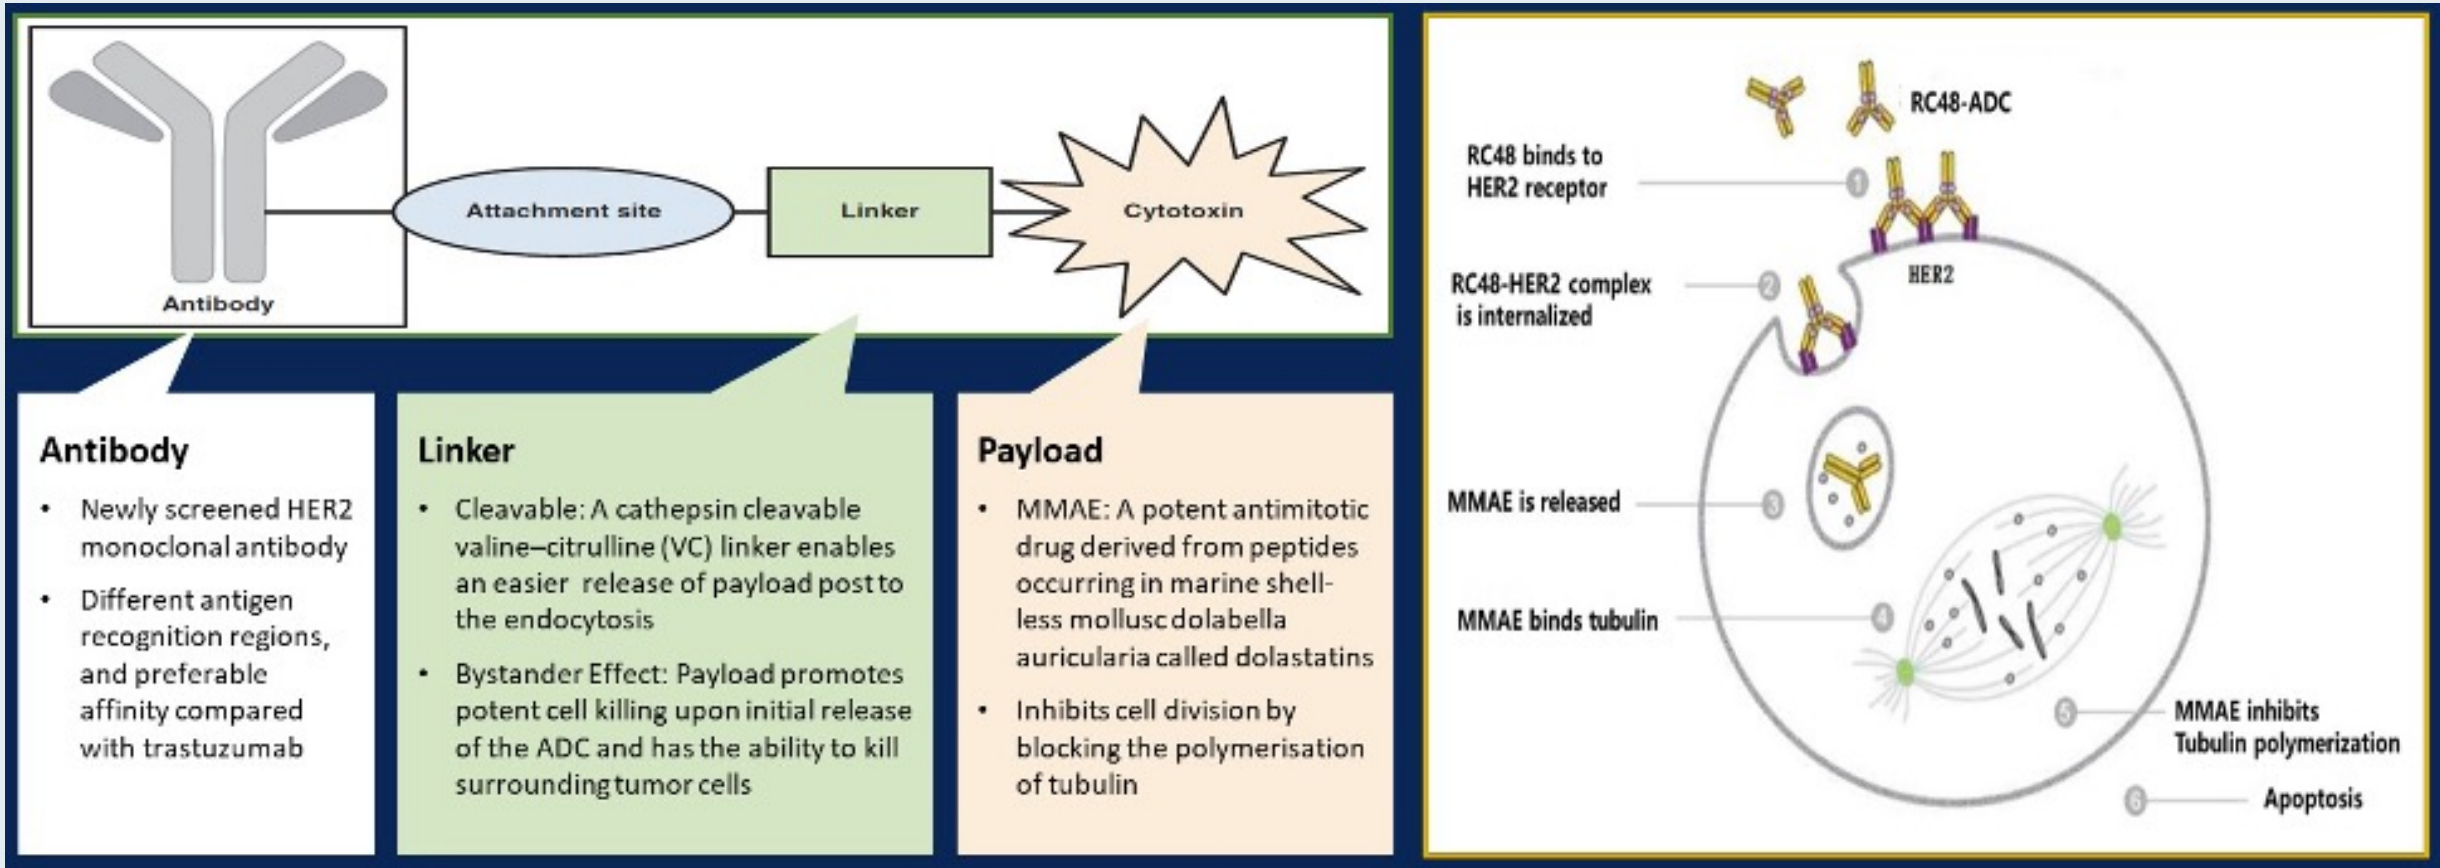 Antibody
Attachment site
Linker
Cytotoxin
Antibody
• Newly screened HER2
monoclonal antibody
• Different antigen
recognition regions,
and preferable
affinity compared
with trastuzumab
Linker
• Cleavable: A cathepsin cleavable
valine–citrulline (VC) linker enables
an easier release of payload post to
the endocytosis
• Bystander Effect: Payload promotes
potent cell killing upon initial release
of the ADC and has the ability to kill
surrounding tumor cells
Payload
• MMAE: A potent antimitotic
drug derived from peptides
occurring in marine shell-
less mollusc dolabella
auricularia called dolastatins
• Inhibits cell division by
blocking the polymerisation
of tubulin
RC48-ADC
RC48 binds to
HER2 receptor
1
HER2
RC48-HER2 complex
is internalized
2
MMAE is released
3
MMAE binds tubulin
4
5
MMAE inhibits
Tubulin polymerization
6
Apoptosis